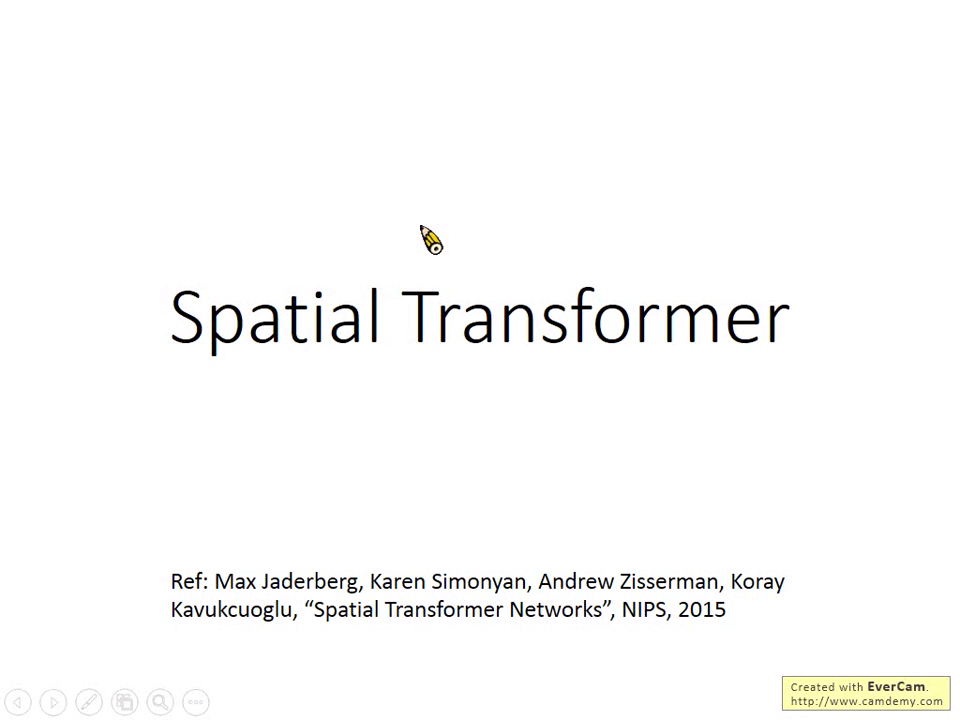 Spatial Transformer
Ref: Max Jaderberg, Karen Simonyan, Andrew Zisserman, Koray
Kavukcuoglu, “Spatial Transformer Networks”, NIPS, 2015
Created with EverCam.
http://www.camdemy.com